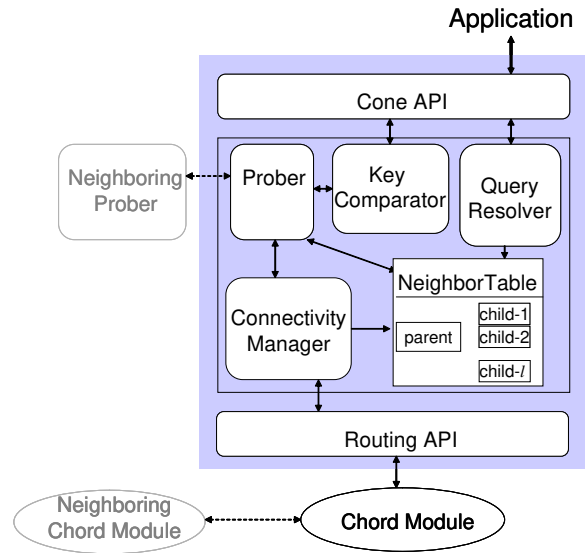 Application
Cone API
Neighboring
Prober
Prober
Key
Comparator
Query
Resolver
NeighborTable
Connectivity
Manager
parent
child-1
child-2
child-l
Routing API
Neighboring
Chord Module
Chord Module